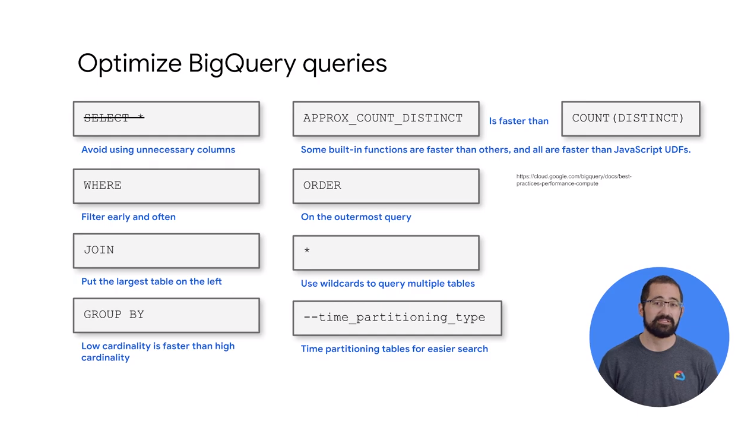 Optimize BigQuery queries
SELECT *
Avoid using unnecessary columns
APPROX_COUNT_DISTINCT
Is faster than
COUNT(DISTINCT)
Some built-in functions are faster than others, and all are faster than JavaScript UDFs.
WHERE
Filter early and often
ORDER
On the outermost query
https://cloud.google.com/bigquery/docs/best-
practices-performance-compute
JOIN
Put the largest table on the left
*
Use wildcards to query multiple tables
GROUP BY
Low cardinality is faster than high
cardinality
--time_partitioning_type
Time partitioning tables for easier search